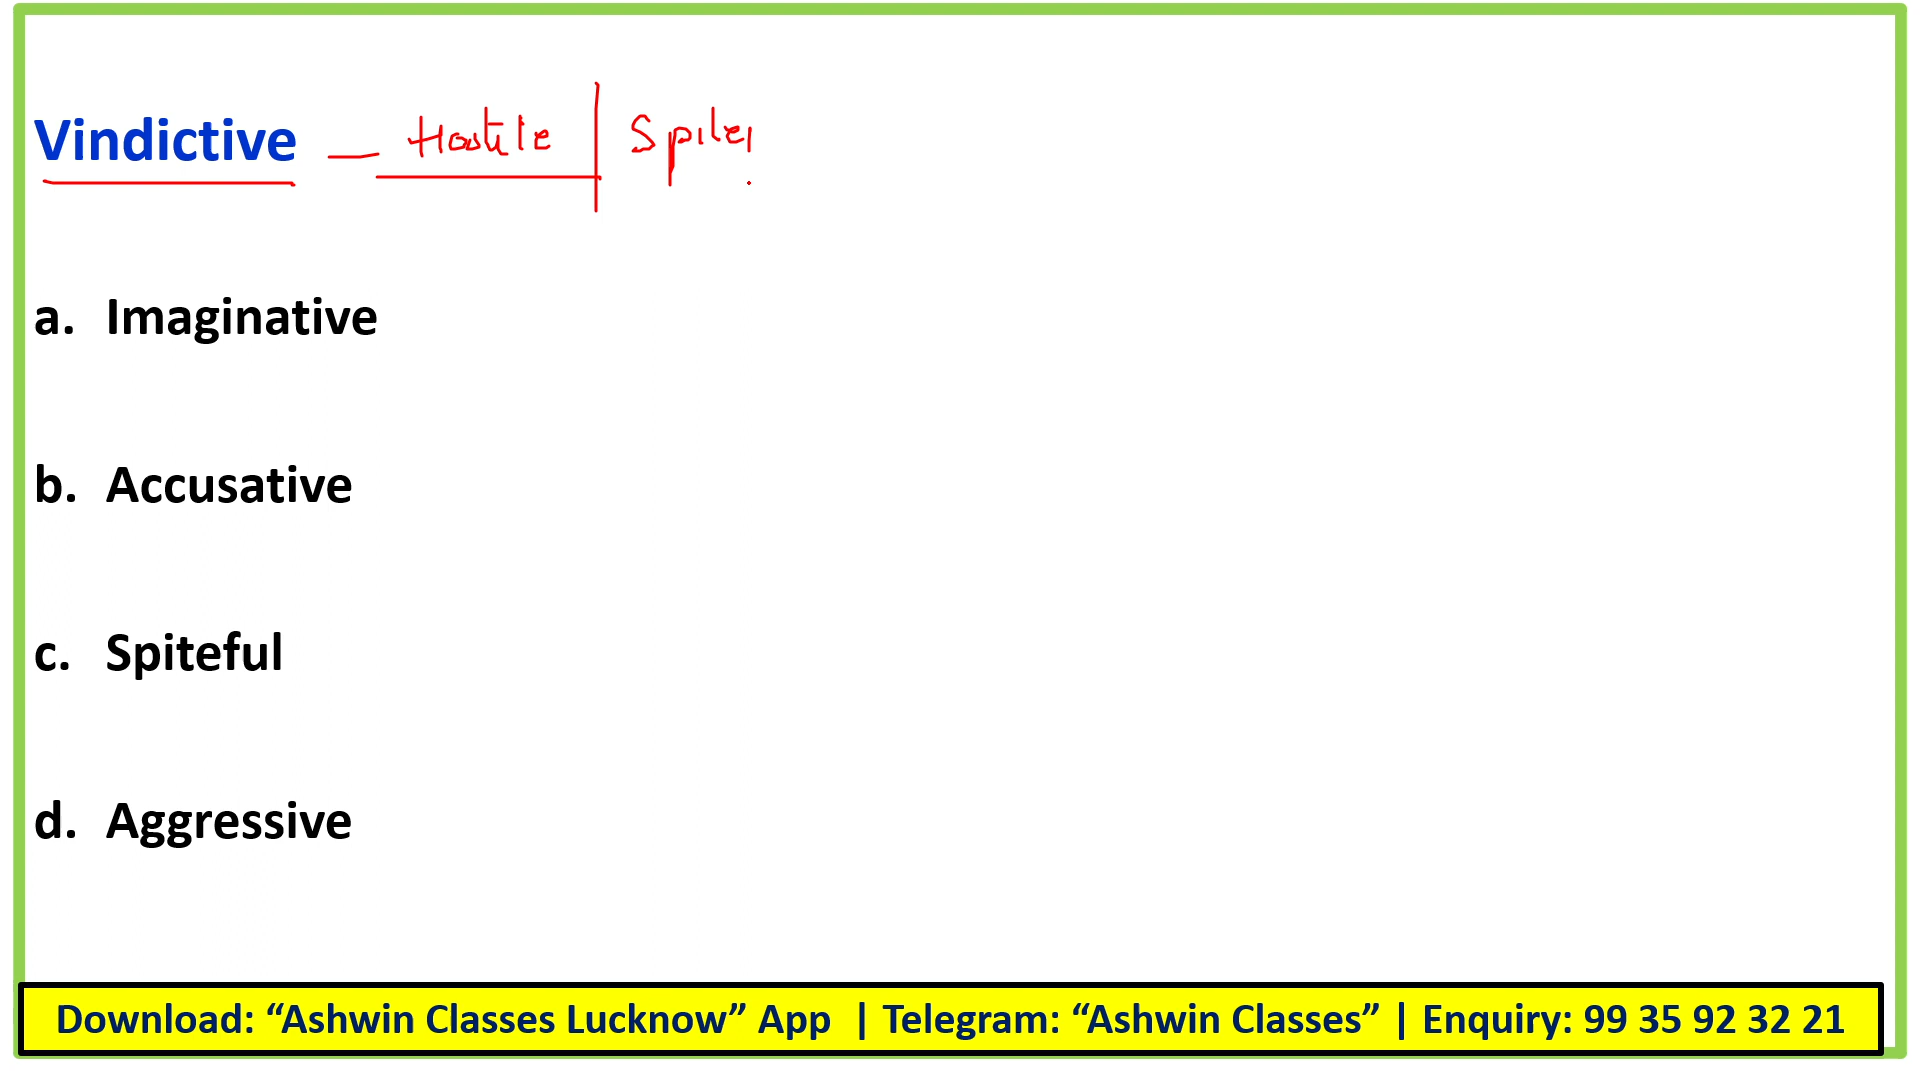 Vindictive — Hostile | Spite
a. Imaginative
b. Accusative
c. Spiteful
d. Aggressive
Download: “Ashwin Classes Lucknow” App | Telegram: “Ashwin Classes” | Enquiry: 99 35 92 32 21